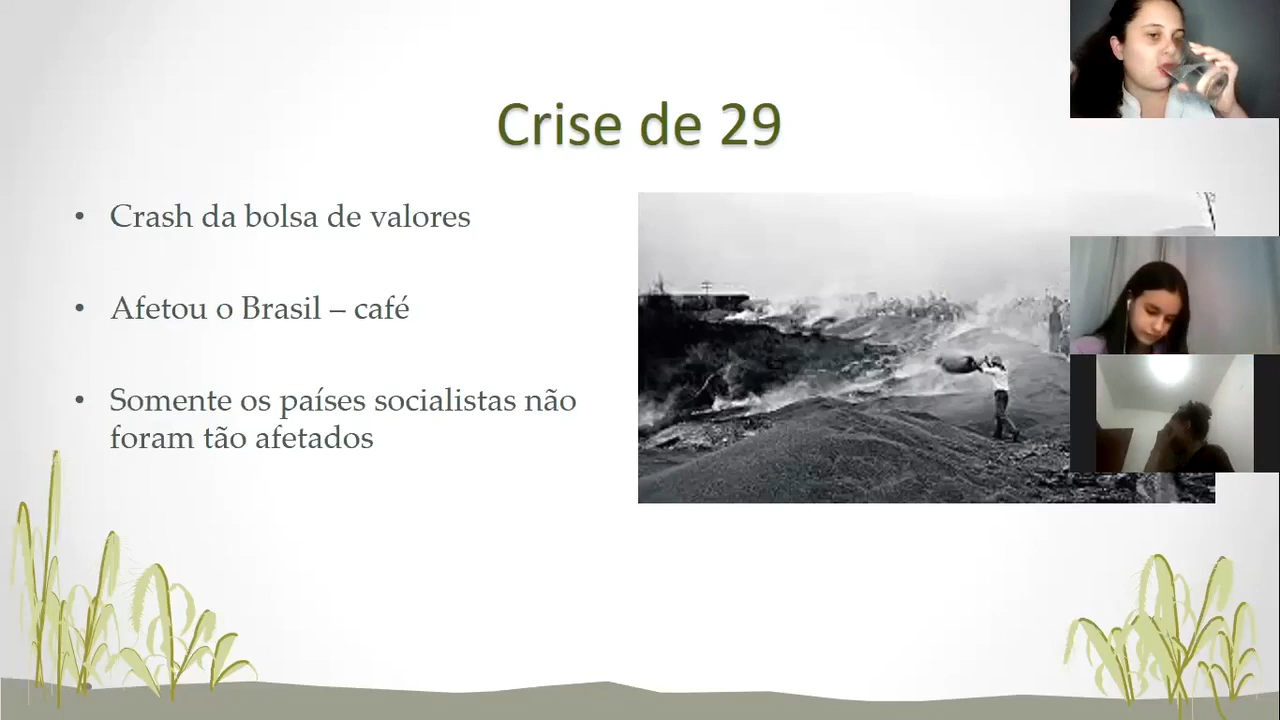 Crise de 29
• Crash da bolsa de valores
• Afetou o Brasil – café
• Somente os países socialistas não
foram tão afetados